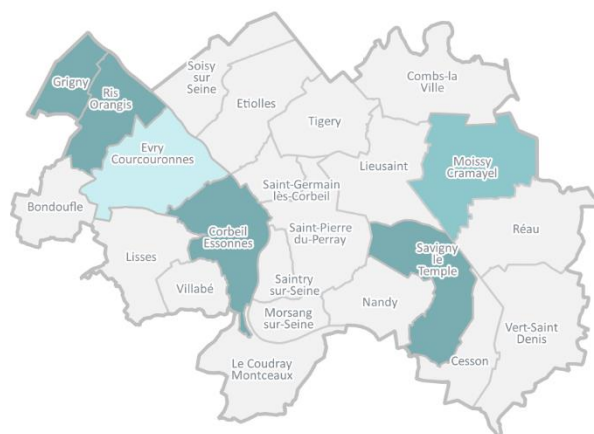 Grigny
Ris
Orangis
Soisy
sur
Seine
Etiolles
Tigery
Combs-la
Ville
Evry
Courcouronnes
Lieusaint
Moissy
Cramayel
Bondoufle
Saint-Germain
lès-Corbeil
Corbeil
Essonnes
Saint-Pierre
du-Perray
Savigny
le
Temple
Réau
Lisses
Villabé
Saintry
sur-Seine
Nandy
Morsang
sur-Seine
Vert-Saint
Denis
Le Coudray
Montceaux
Cesson